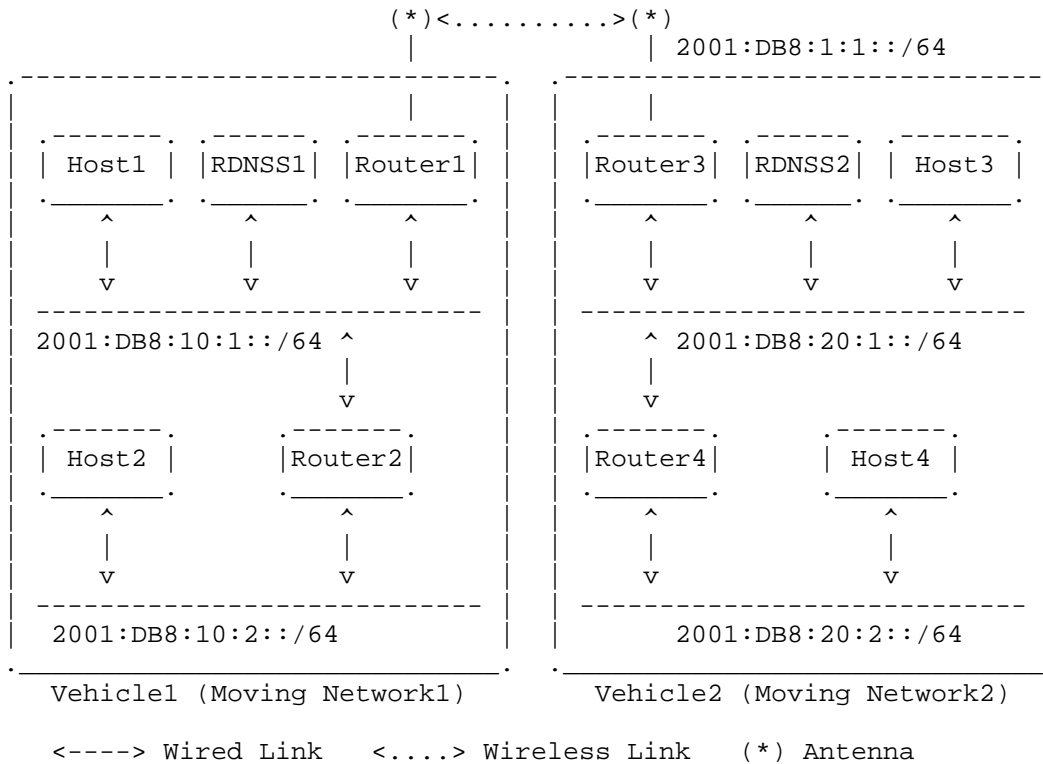 (*)<..........>(*)
2001:DB8:1:1::/64
Host1 RDNSS1 Router1 Router3 RDNSS2 Host3
2001:DB8:10:1::/64 2001:DB8:20:1::/64
Host2 Router2 Router4 Host4
2001:DB8:10:2::/64 2001:DB8:20:2::/64
Vehicle1 (Moving Network1) Vehicle2 (Moving Network2)
<----> Wired Link <....> Wireless Link (*) Antenna